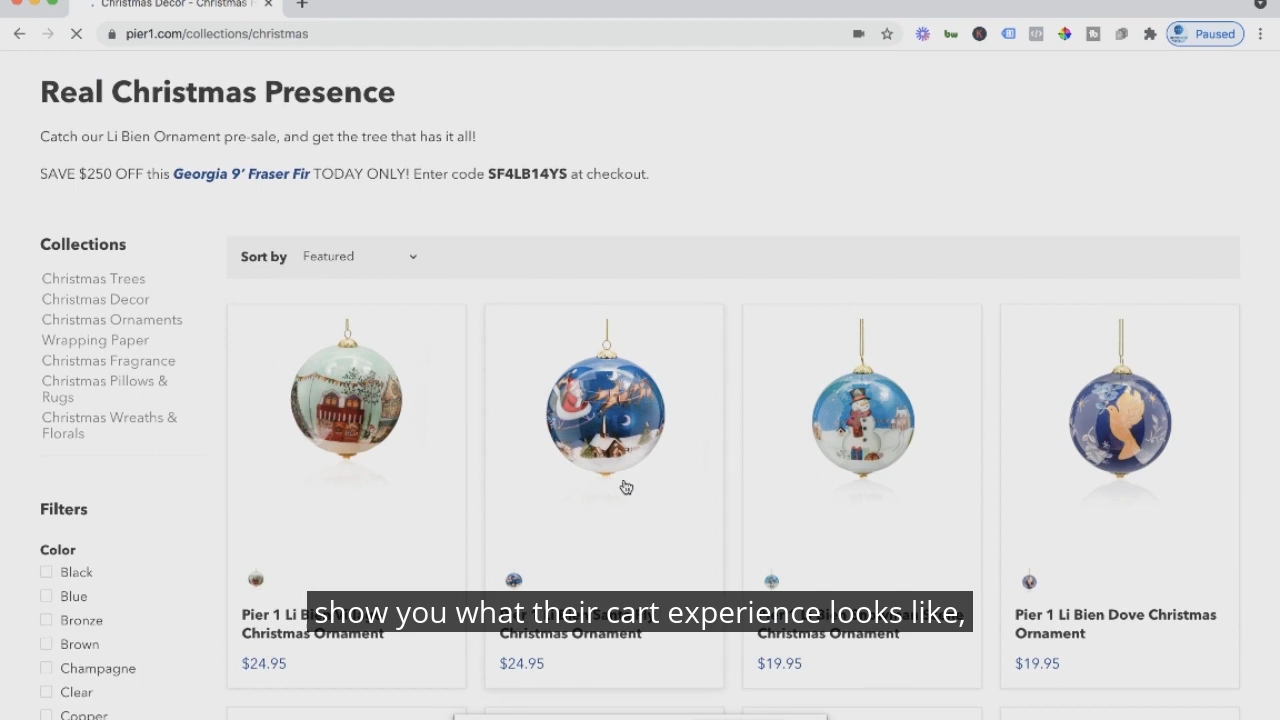 Christmas Decor - Christmas
pier1.com/collections/christmas
bw
Paused
Real Christmas Presence
Catch our Li Bien Ornament pre-sale, and get the tree that has it all!
SAVE $250 OFF this Georgia 9' Fraser Fir TODAY ONLY! Enter code SF4LB14YS at checkout.
Collections
Christmas Trees
Christmas Decor
Christmas Ornaments
Wrapping Paper
Christmas Fragrance
Christmas Pillows &
Rugs
Christmas Wreaths &
Florals
Filters
Color
Black
Blue
Bronze
Brown
Champagne
Clear
Copper
Sort by Featured
Pier 1 Li Bien
Christmas Ornament
$24.95
Christmas Ornament
$24.95
Christmas Ornament
$19.95
Pier 1 Li Bien Dove Christmas
Ornament
$19.95
show you what their cart experience looks like,